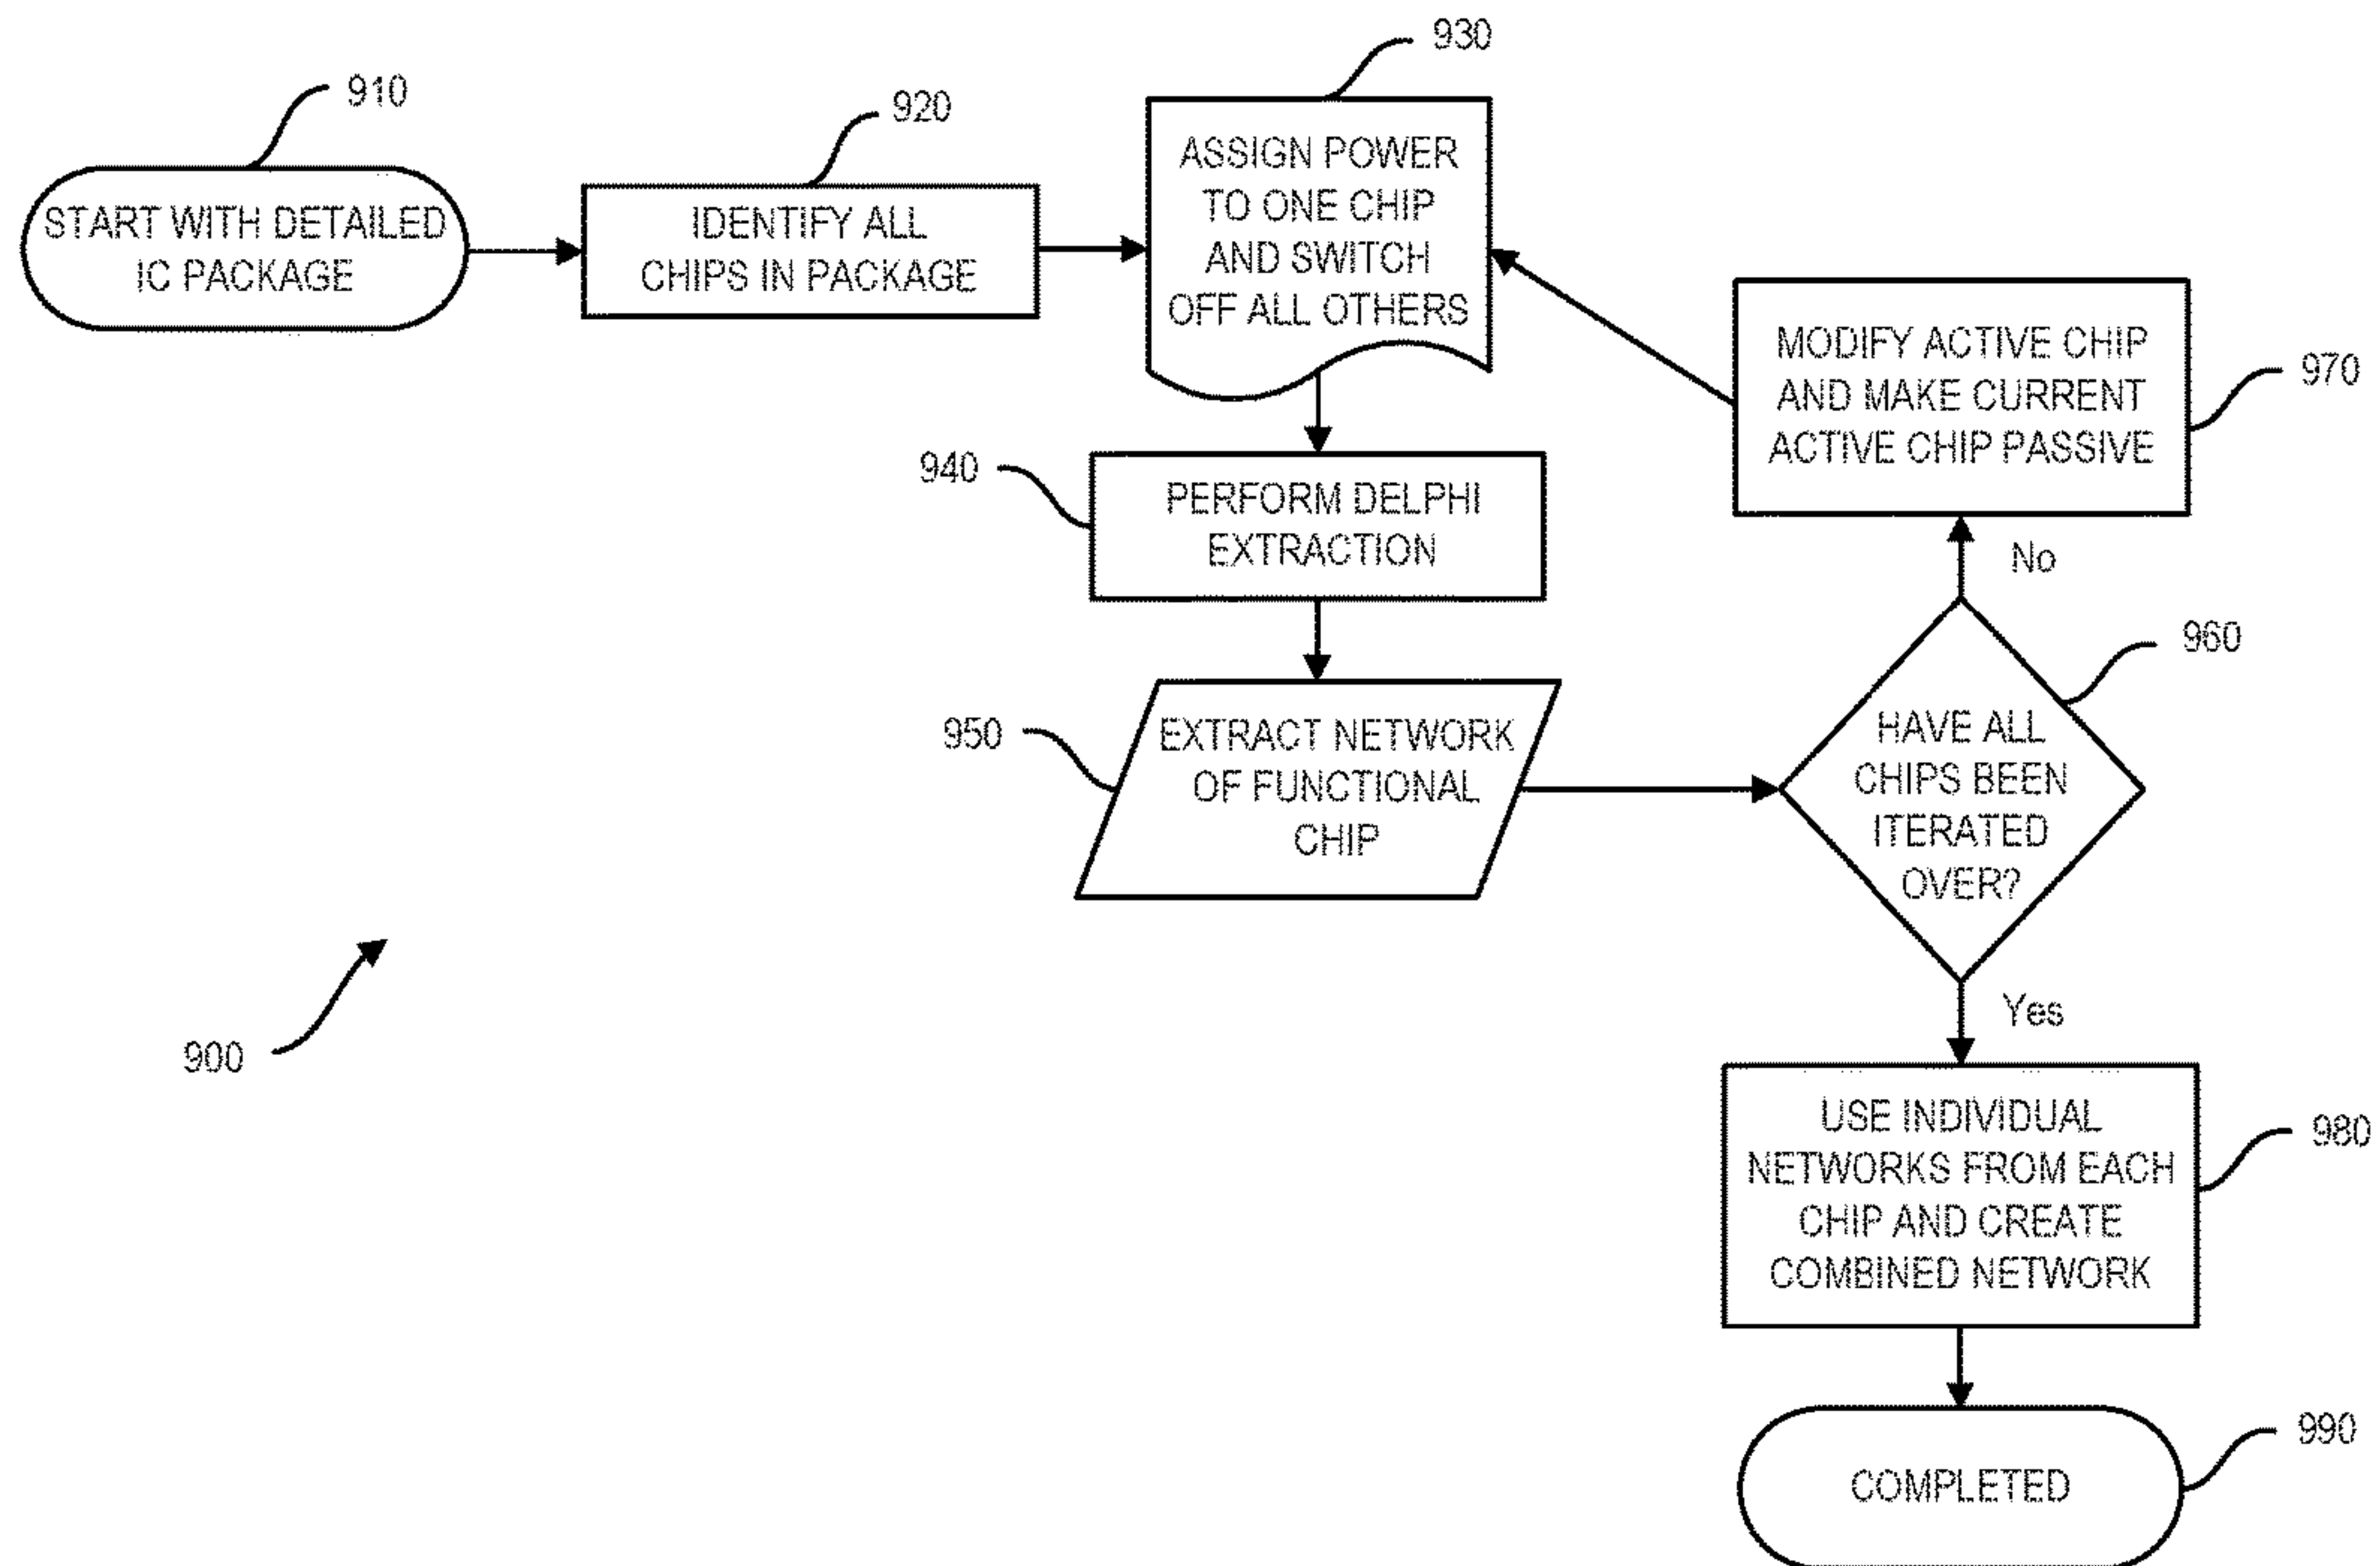 910
START WITH DETAILED
IC PACKAGE
920
IDENTIFY ALL
CHIPS IN PACKAGE
930
ASSIGN POWER
TO ONE CHIP
AND SWITCH
OFF ALL OTHERS
940
PERFORM DELPHI
EXTRACTION
950
EXTRACT NETWORK
OF FUNCTIONAL
CHIP
960
HAVE ALL
CHIPS BEEN
ITERATED
OVER?
No
970
MODIFY ACTIVE CHIP
AND MAKE CURRENT
ACTIVE CHIP PASSIVE
Yes
980
USE INDIVIDUAL
NETWORKS FROM EACH
CHIP AND CREATE
COMBINED NETWORK
990
COMPLETED
900